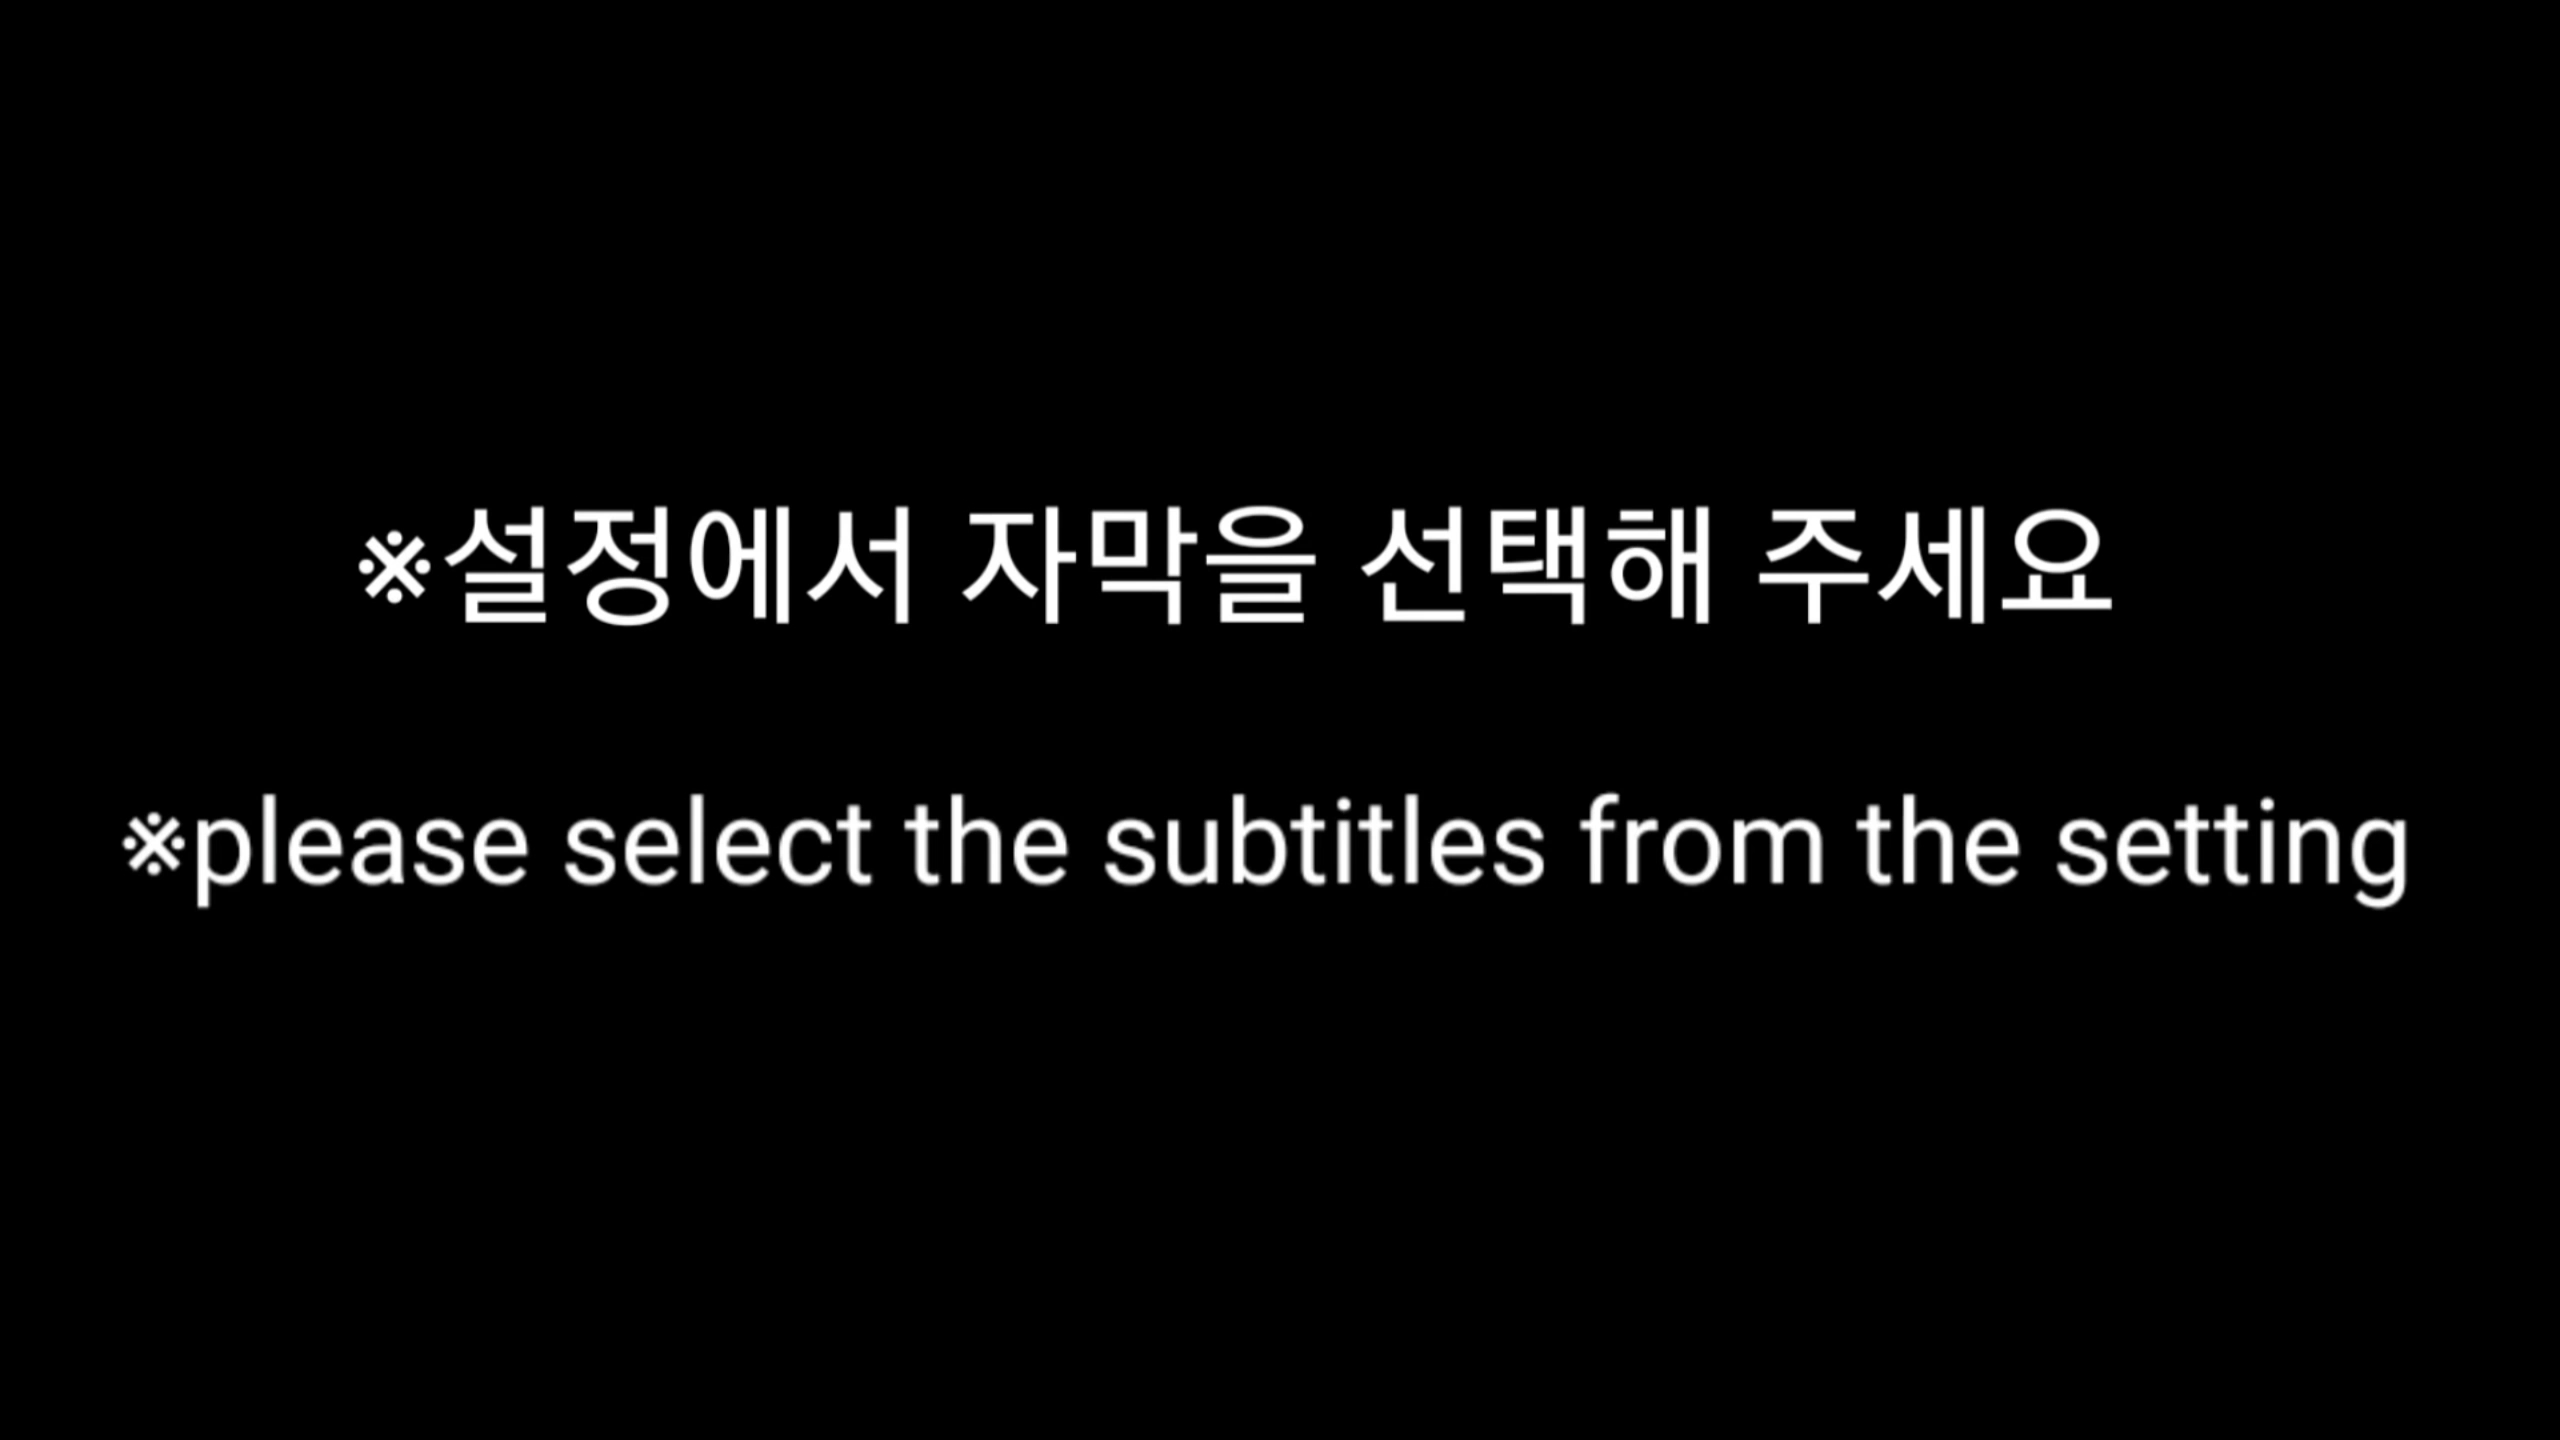 ※설정에서 자막을 선택해 주세요
※please select the subtitles from the setting